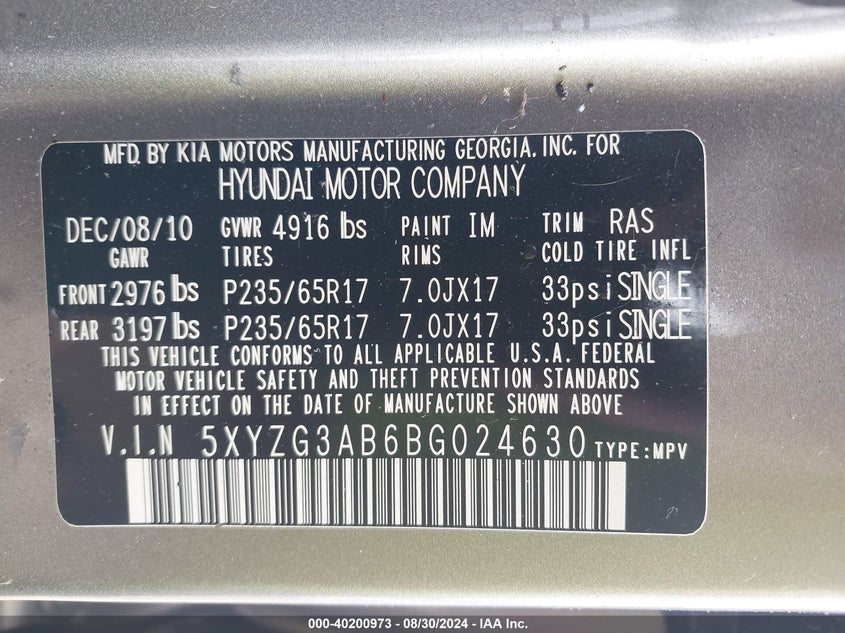 MFD. BY KIA MOTORS MANUFACTURING GEORGIA, INC. FOR
HYUNDAI MOTOR COMPANY
DEC/08/10 GVWR 4916 lbs PAINT IM TRIM RAS
GAWR TIRES RIMS COLD TIRE INFL
FRONT 2976 lbs P235/65R17 7.0JX17 33psi SINGLE
REAR 3197 lbs P235/65R17 7.0JX17 33psi SINGLE
THIS VEHICLE CONFORMS TO ALL APPLICABLE U.S.A. FEDERAL
MOTOR VEHICLE SAFETY AND THEFT PREVENTION STANDARDS
IN EFFECT ON THE DATE OF MANUFACTURE SHOWN ABOVE
V.I.N 5XYZG3AB6BG024630 TYPE:MPV
000-40200973 - 08/30/2024 - IAA Inc.